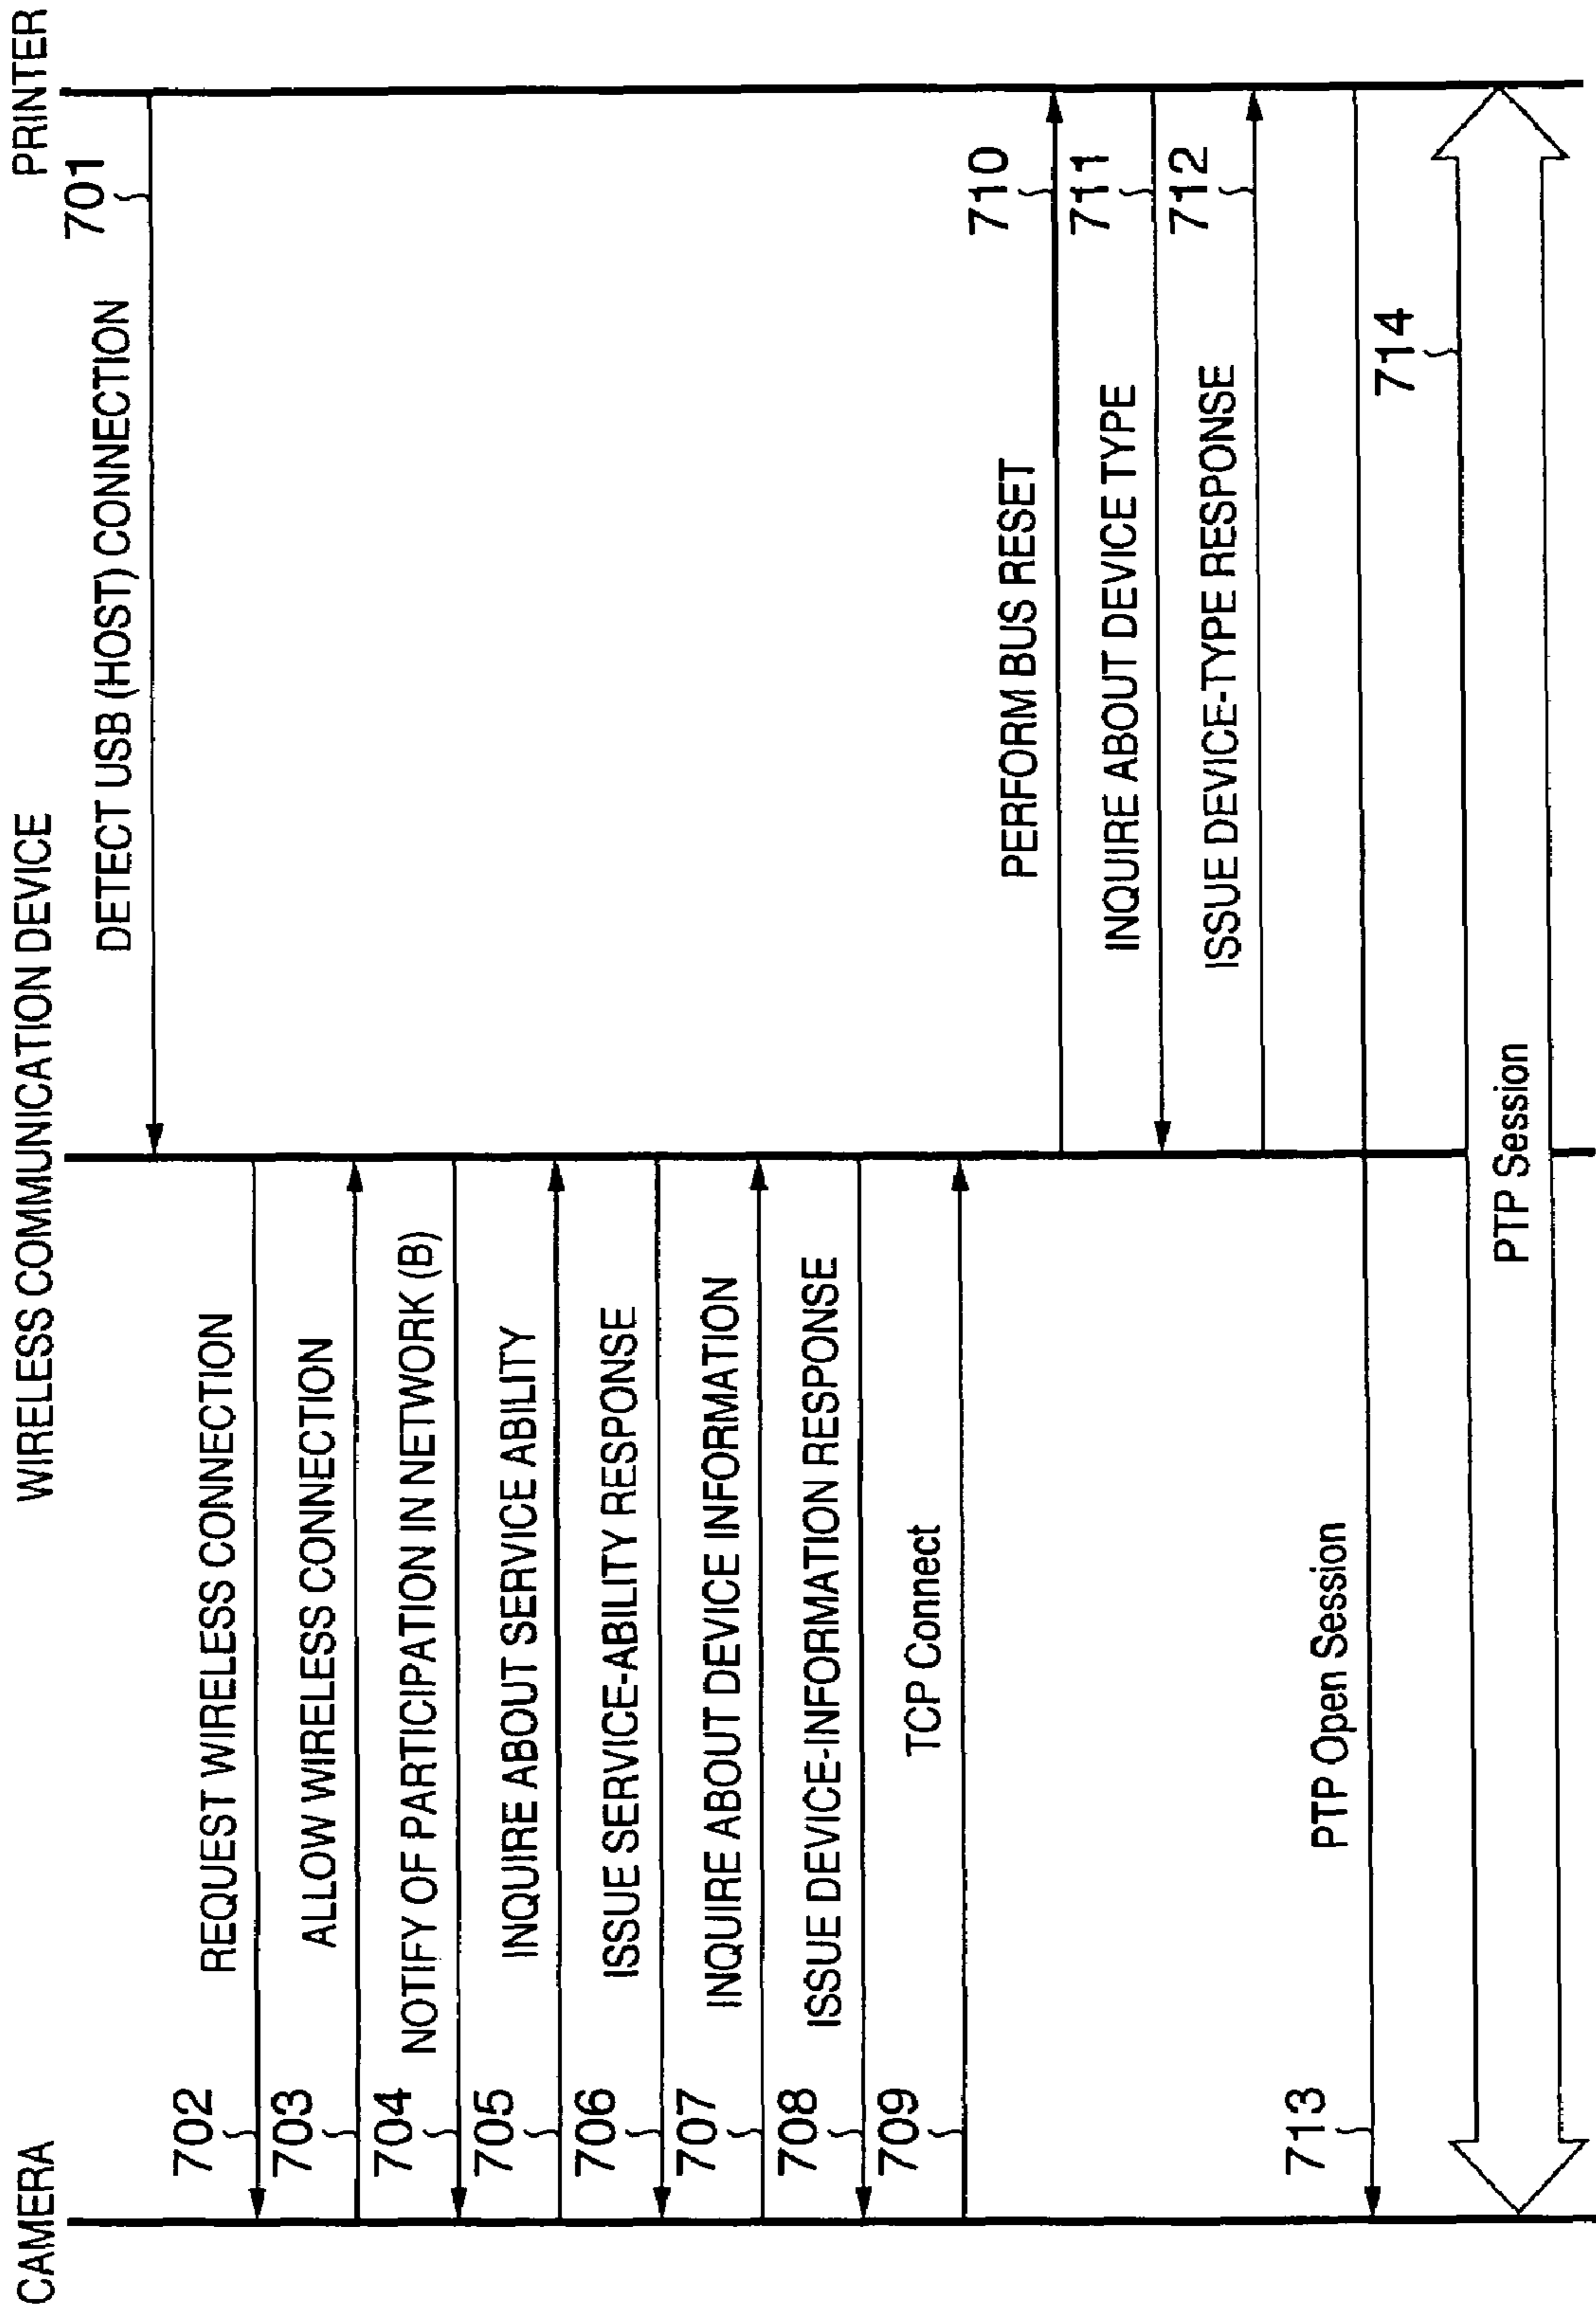 CAMERA
WIRELESS COMMUNICATION DEVICE
PRINTER
DETECT USB (HOST) CONNECTION
701
702
REQUEST WIRELESS CONNECTION
703
ALLOW WIRELESS CONNECTION
704
NOTIFY OF PARTICIPATION IN NETWORK (B)
705
INQUIRE ABOUT SERVICE ABILITY
706
ISSUE SERVICE-ABILITY RESPONSE
707
INQUIRE ABOUT DEVICE INFORMATION
708
ISSUE DEVICE-INFORMATION RESPONSE
709
TCP Connect
PERFORM BUS RESET
710
INQUIRE ABOUT DEVICE TYPE
711
ISSUE DEVICE-TYPE RESPONSE
712
713
PTP Open Session
714
PTP Session